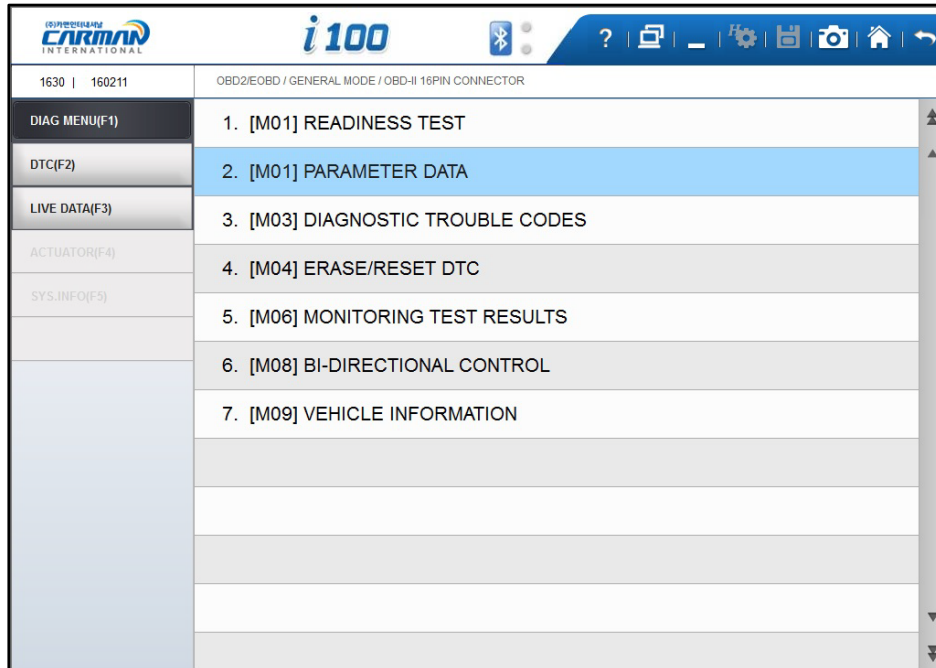 (주)카맨인터내셔날
CARMAN
INTERNATIONAL
i100
?
1630 | 160211
OBD2/EOBD / GENERAL MODE / OBD-II 16PIN CONNECTOR
DIAG MENU(F1)
DTC(F2)
LIVE DATA(F3)
ACTUATOR(F4)
SYS.INFO(F5)
1. [M01] READINESS TEST
2. [M01] PARAMETER DATA
3. [M03] DIAGNOSTIC TROUBLE CODES
4. [M04] ERASE/RESET DTC
5. [M06] MONITORING TEST RESULTS
6. [M08] BI-DIRECTIONAL CONTROL
7. [M09] VEHICLE INFORMATION